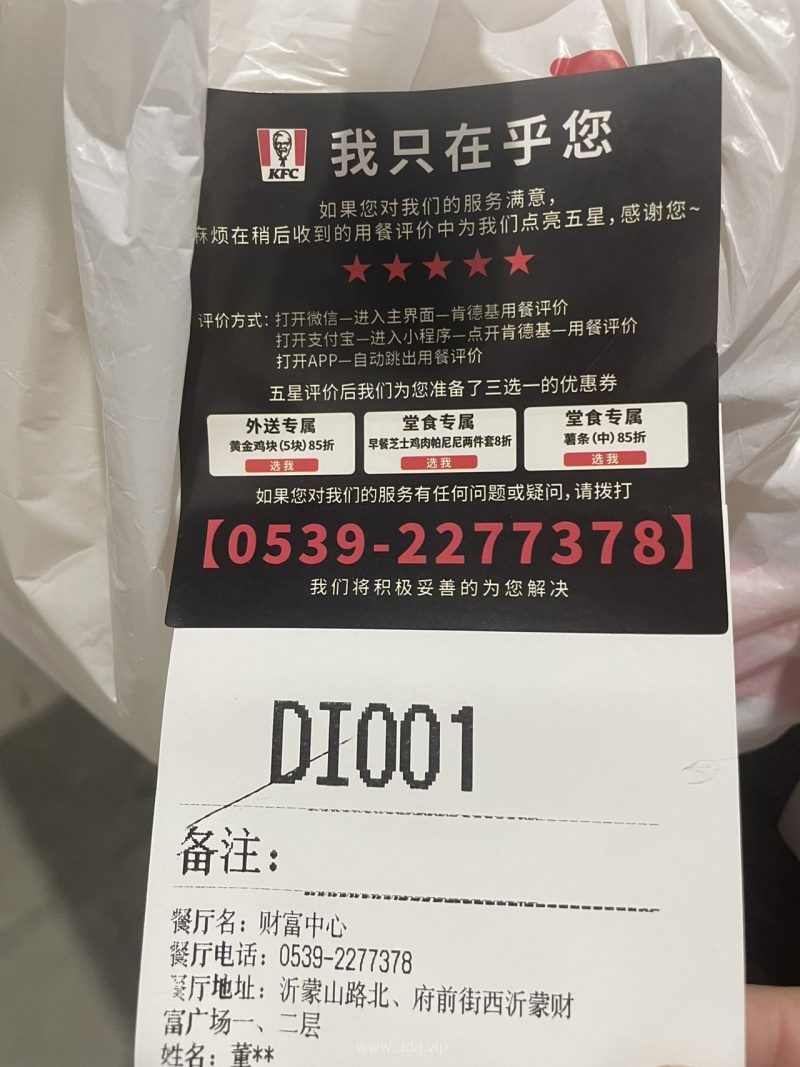 KFC
我只在乎您
如果您对我们的服务满意，
麻烦在稍后收到的用餐评价中为我们点亮五星，感谢您~
评价方式：打开微信—进入主界面—肯德基用餐评价
打开支付宝—进入小程序—点开肯德基—用餐评价
打开APP—自动跳出用餐评价
五星评价后我们为您准备了三选一的优惠券
外送专属
黄金鸡块（5块）85折
选我
堂食专属
早餐芝士鸡肉帕尼尼两件套8折
选我
堂食专属
薯条（中）85折
选我
如果您对我们的服务有任何问题或疑问，请拨打
【0539-2277378】
我们将积极妥善的为您解决
DI001
备注：
餐厅名：财富中心
餐厅电话：0539-2277378
餐厅地址：沂蒙山路北、府前街西沂蒙财
富广场一、二层
姓名：董**
www.ddn.vip